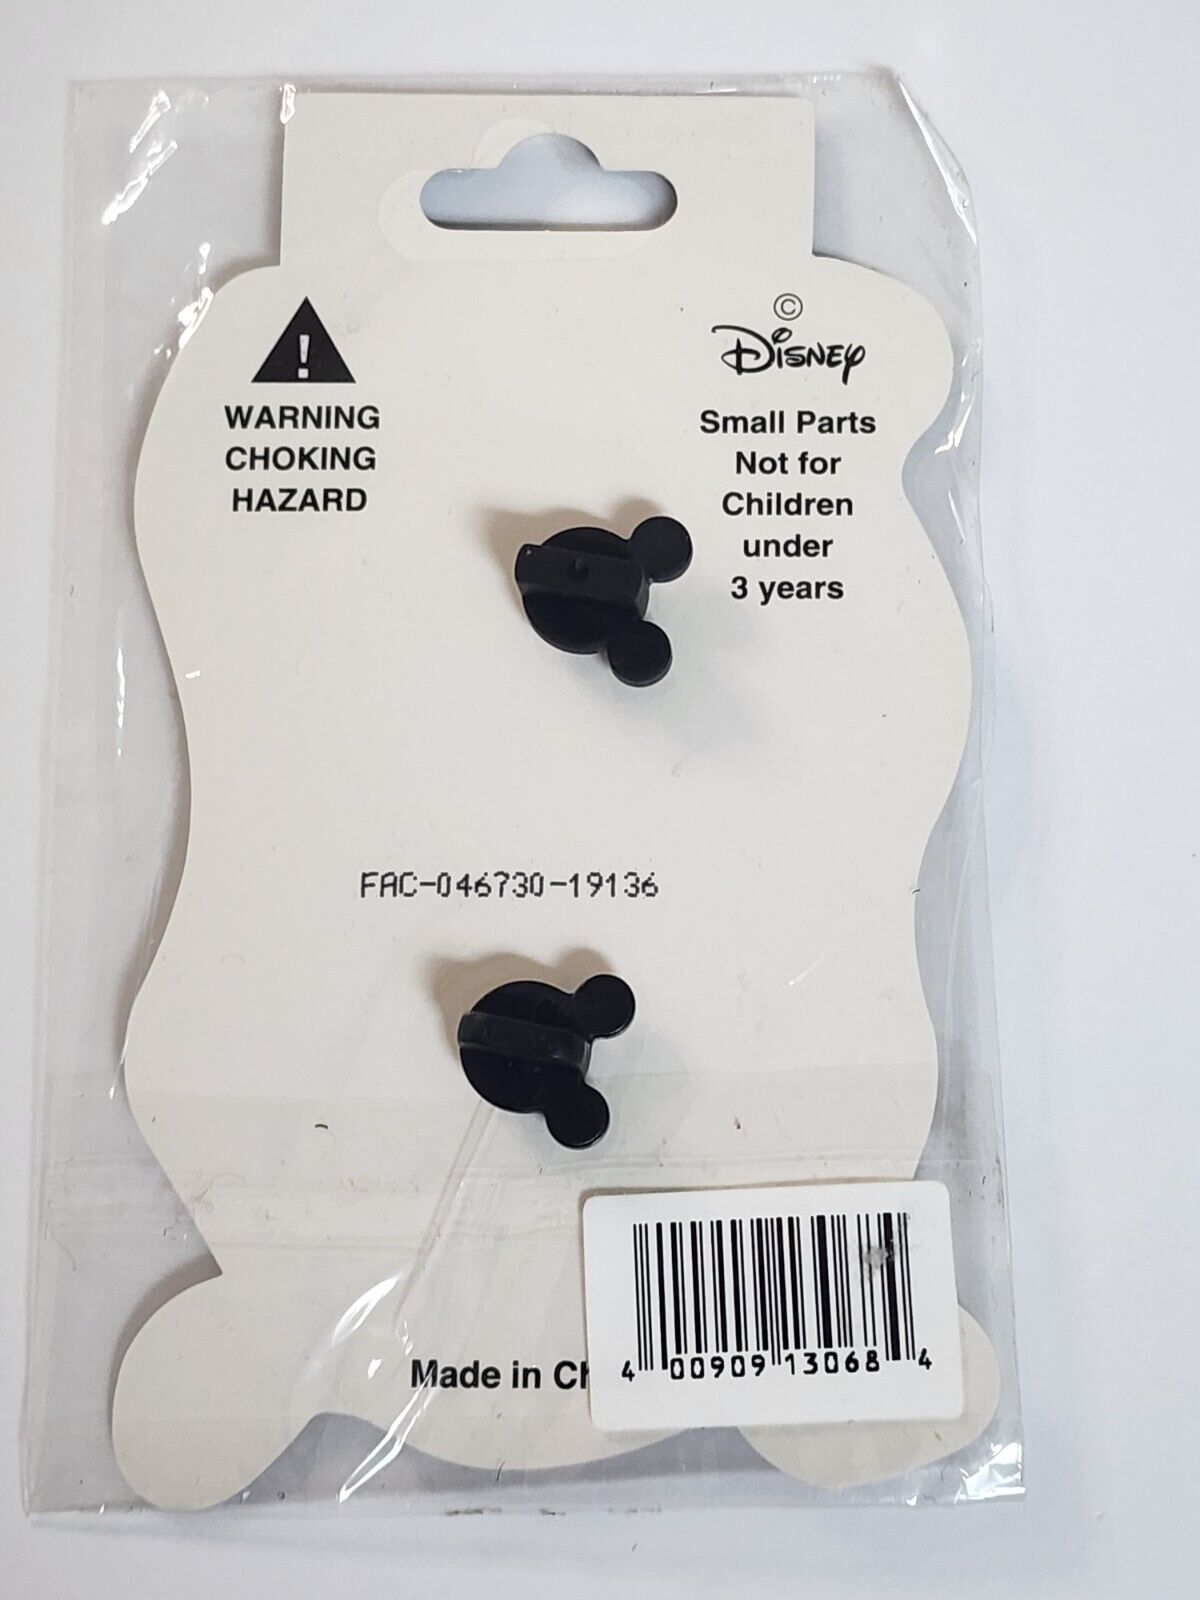 !
WARNING
CHOKING
HAZARD
©
Disney
Small Parts
Not for
Children
under
3 years
FAC-046730-19136
Made in Ch
4 00909 13068 4